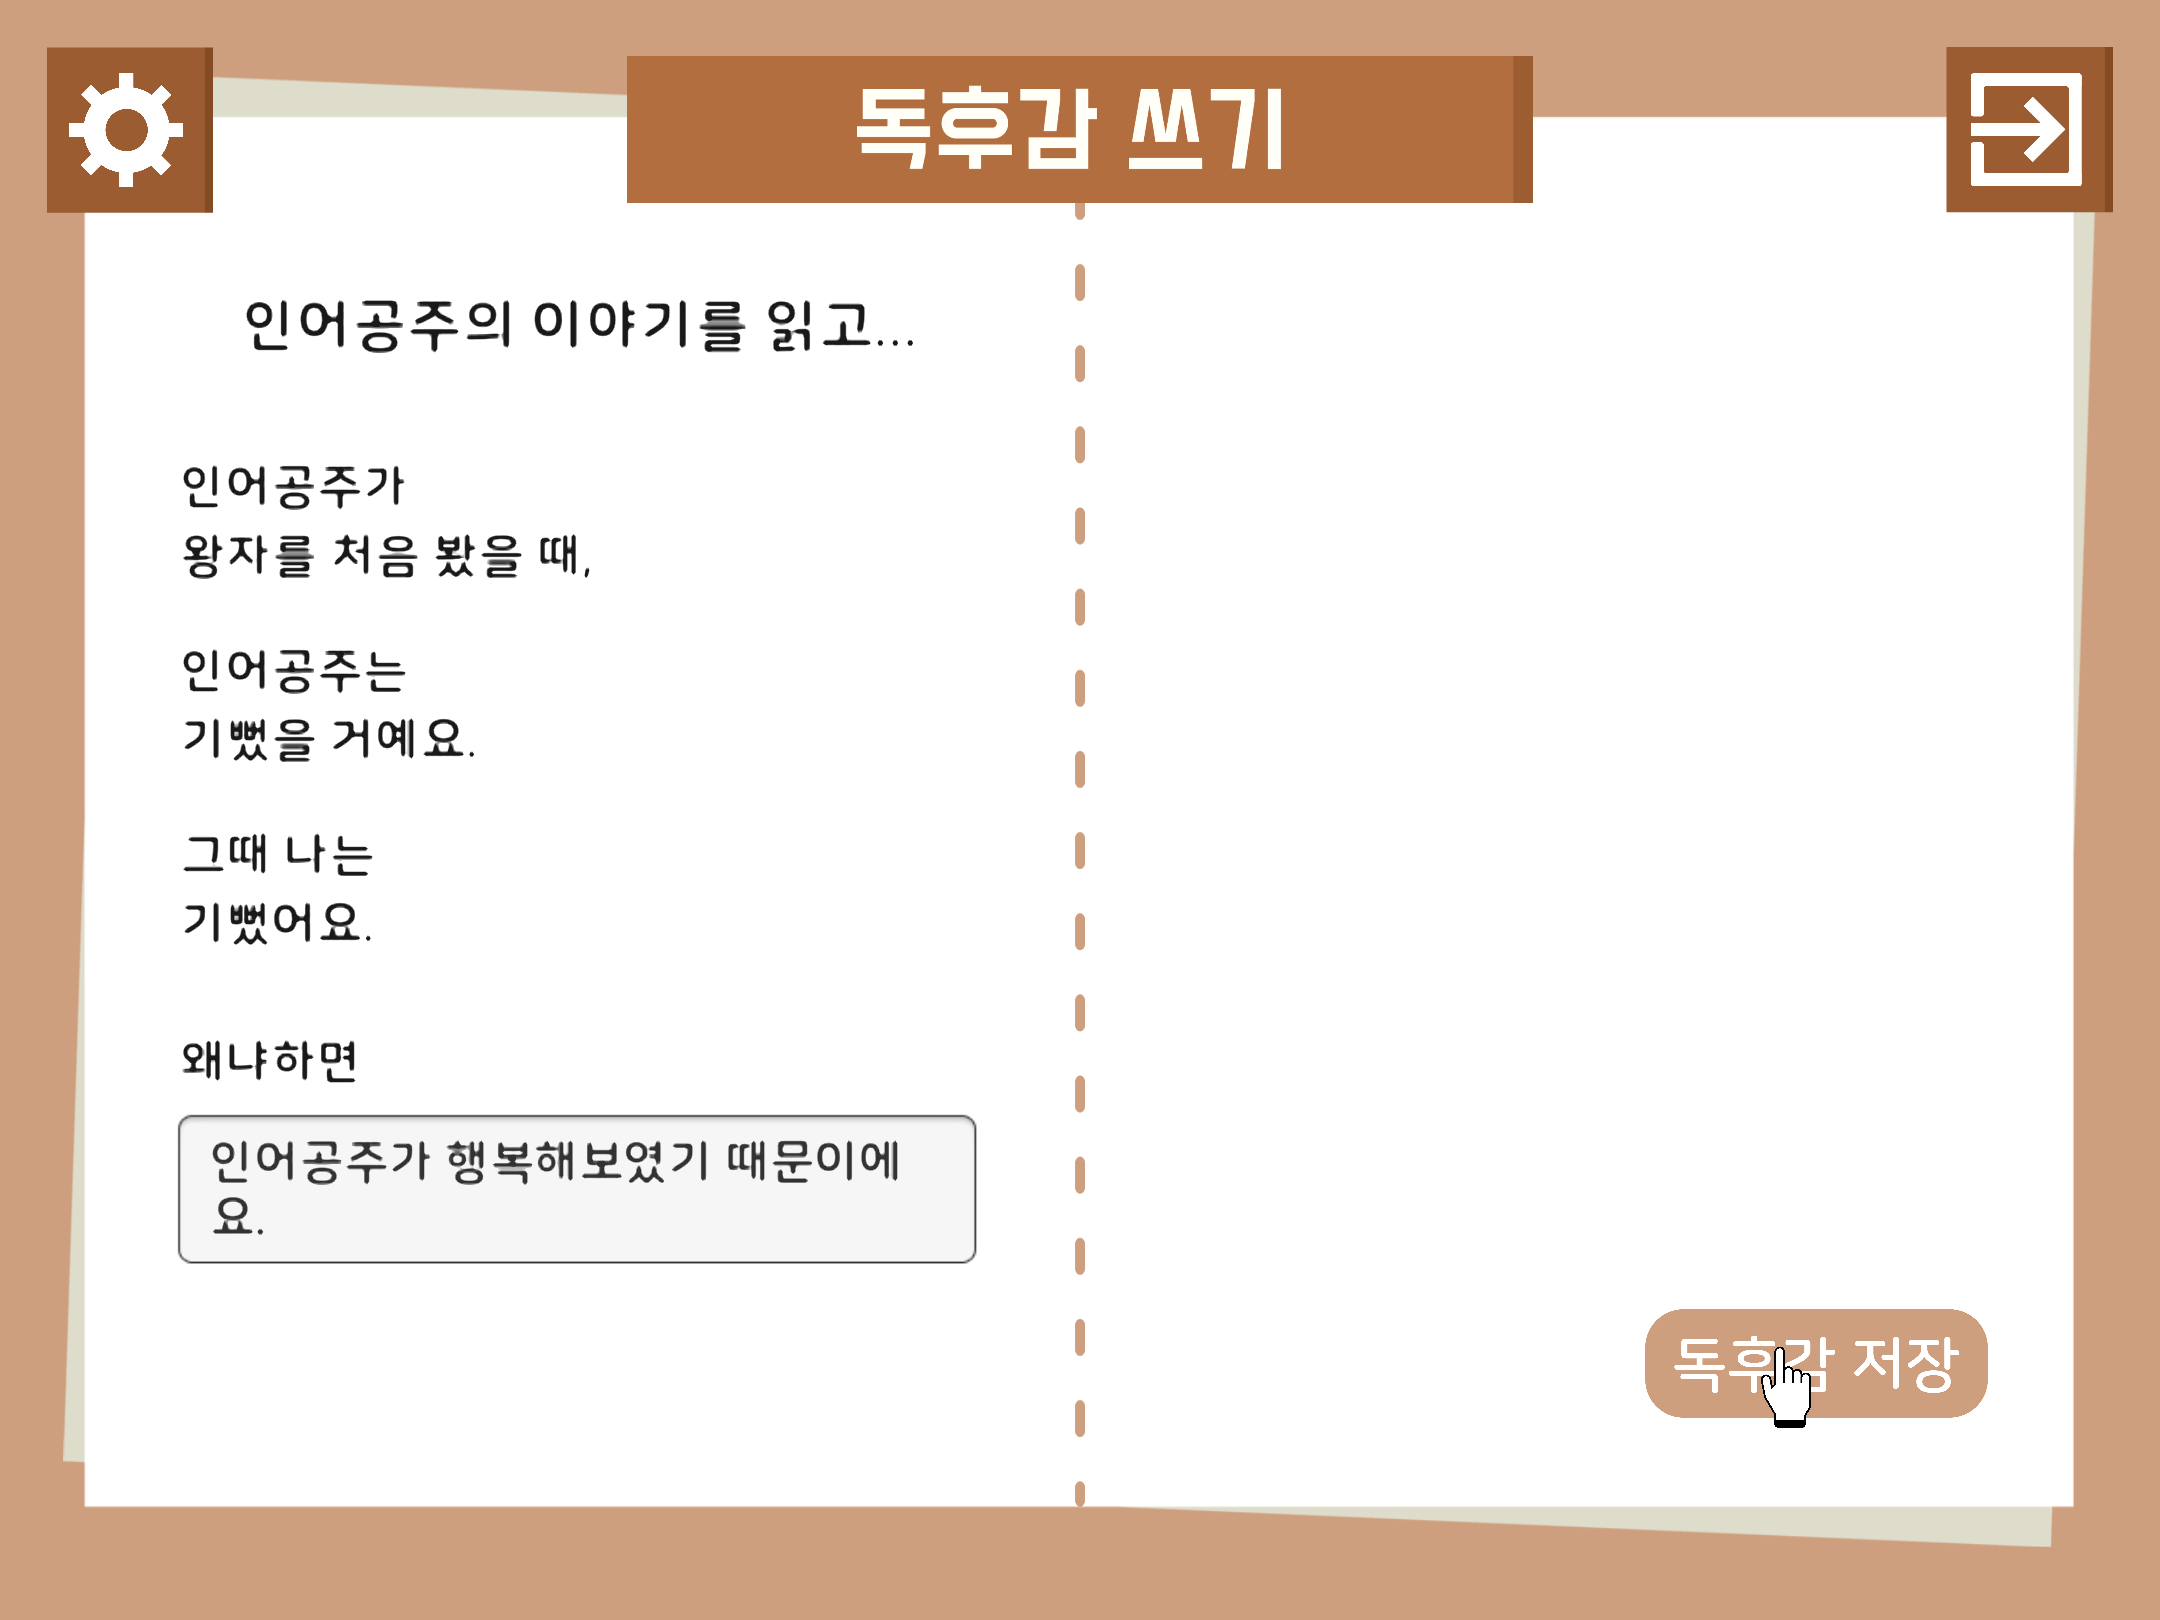 독후감 쓰기
인어공주의 이야기를 읽고...
인어공주가
왕자를 처음 봤을 때,
인어공주는
기뻤을 거예요.
그때 나는
기뻤어요.
왜냐하면
인어공주가 행복해보였기 때문이에
요.
독후감 저장